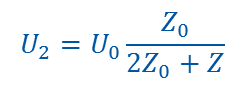 U₂ = U₀ Z₀ / (2Z₀ + Z)